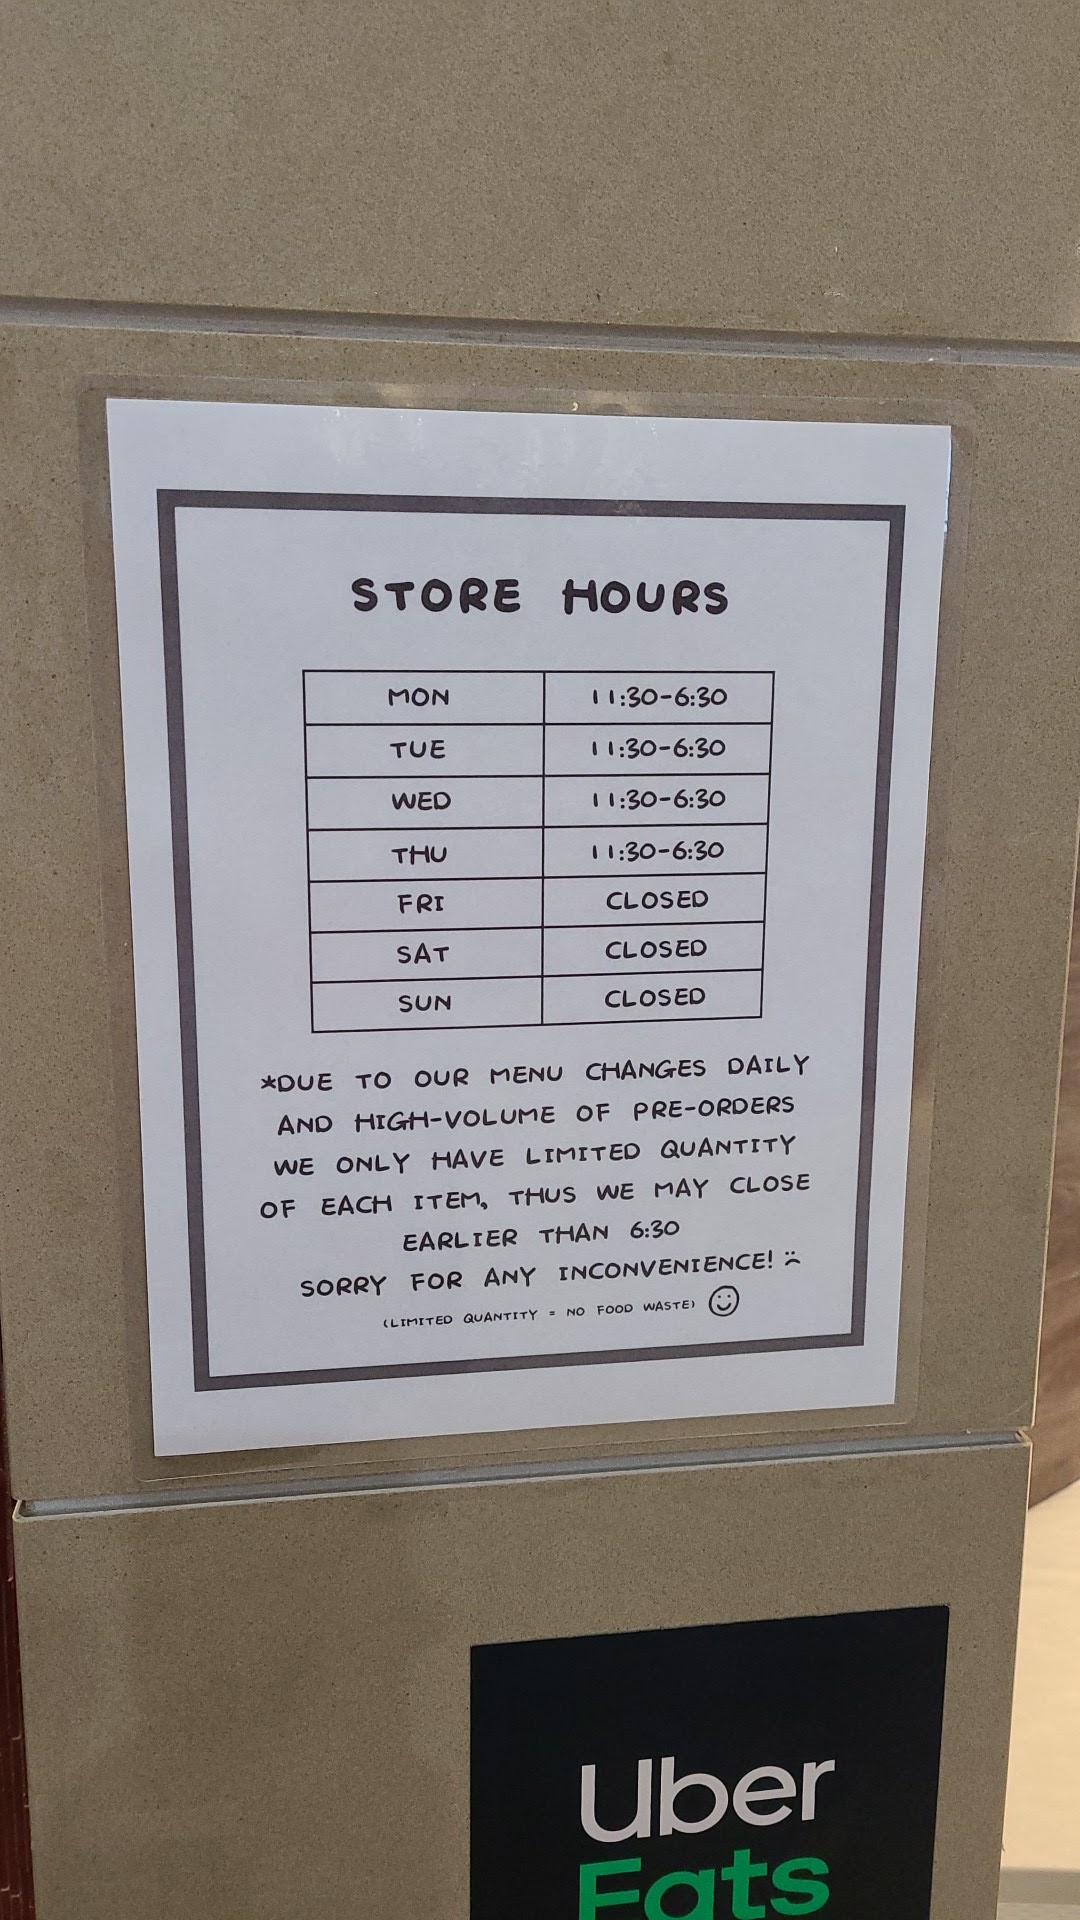 STORE HOURS
MON 11:30-6:30
TUE 11:30-6:30
WED 11:30-6:30
THU 11:30-6:30
FRI CLOSED
SAT CLOSED
SUN CLOSED
*DUE TO OUR MENU CHANGES DAILY
AND HIGH-VOLUME OF PRE-ORDERS
WE ONLY HAVE LIMITED QUANTITY
OF EACH ITEM, THUS WE MAY CLOSE
EARLIER THAN 6:30
SORRY FOR ANY INCONVENIENCE! :(
(LIMITED QUANTITY = NO FOOD WASTE) ☺
Uber
Eats